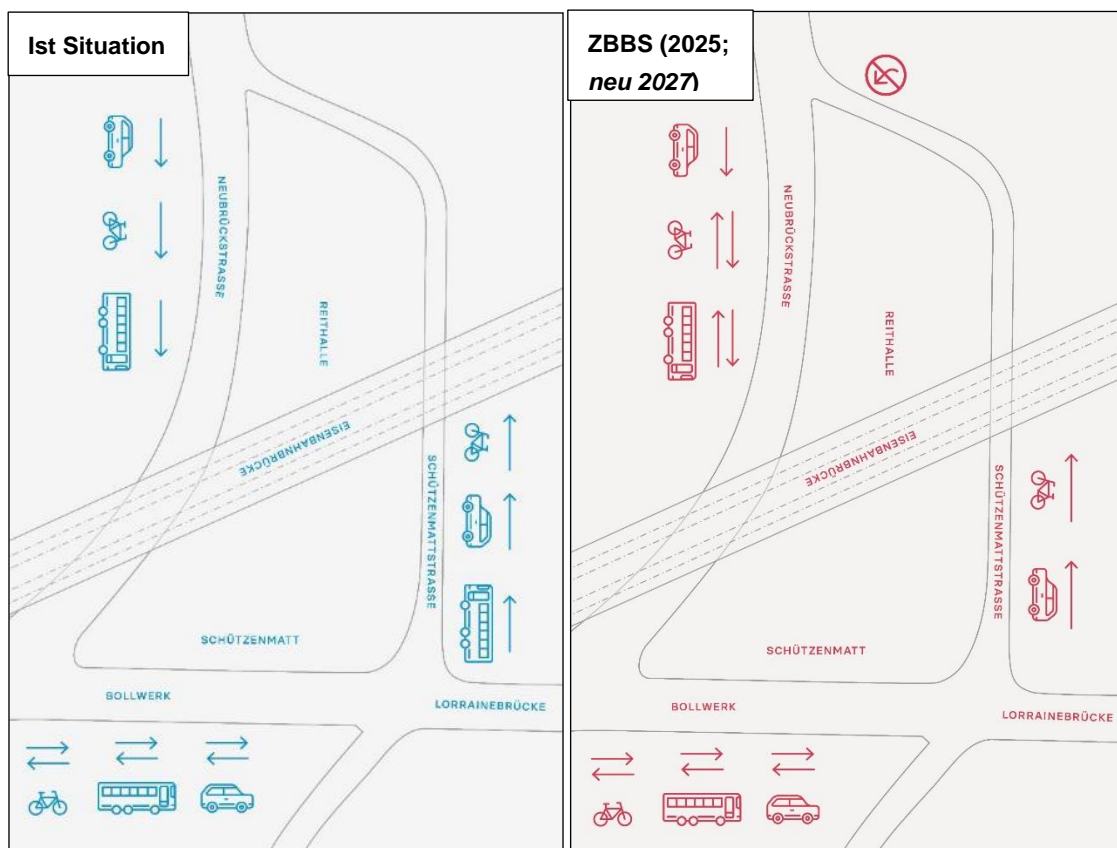 Ist Situation
NEUBRÜCKSTRASSE
REITHALLE
EISENBAHNBRÜCKE
SCHÜTZENMATTSTRASSE
SCHÜTZENMATT
BOLLWERK
LORRAINEBRÜCKE
ZBBS (2025;
neu 2027)
NEUBRÜCKSTRASSE
REITHALLE
EISENBAHNBRÜCKE
SCHÜTZENMATTSTRASSE
SCHÜTZENMATT
BOLLWERK
LORRAINEBRÜCKE